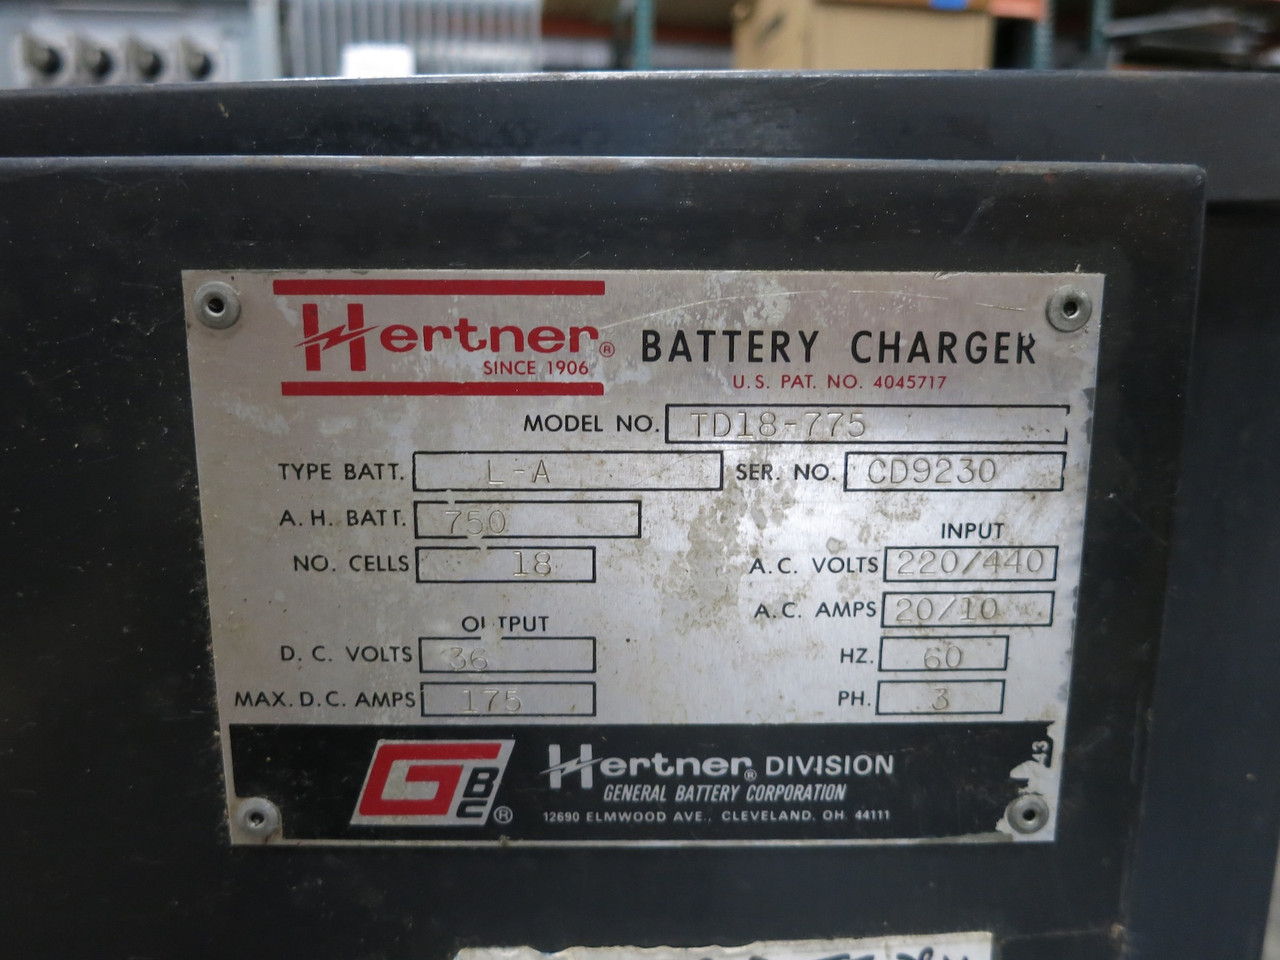 Hertner® BATTERY CHARGER
SINCE 1906
U.S. PAT. NO. 4045717
MODEL NO. TD18-775
TYPE BATT. L-A SER. NO. CD9230
A.H. BATT. 750
INPUT
NO. CELLS 18 A.C. VOLTS 220/440
A.C. AMPS 20/10
OUTPUT
D.C. VOLTS 36 HZ. 60
MAX. D.C. AMPS 175 PH. 3
GBC® Hertner® DIVISION
GENERAL BATTERY CORPORATION
12690 ELMWOOD AVE., CLEVELAND, OH 44111
43